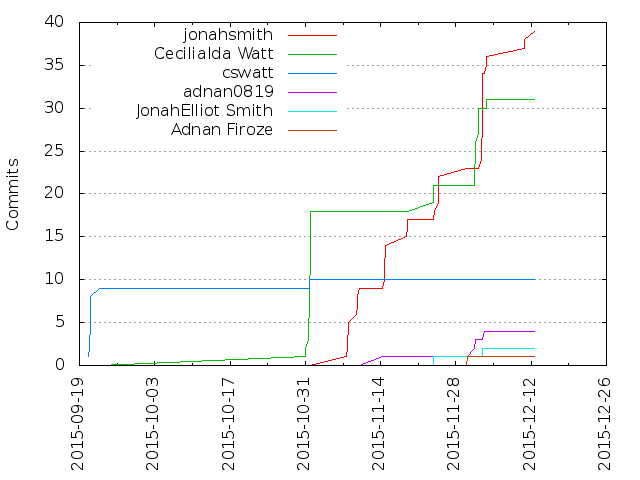 40
35
30
25
20
15
10
5
0
Commits
jonahsmith
Cecilialda Watt
cswatt
adnan0819
JonahElliot Smith
Adnan Firoze
2015-09-19
2015-10-03
2015-10-17
2015-10-31
2015-11-14
2015-11-28
2015-12-12
2015-12-26